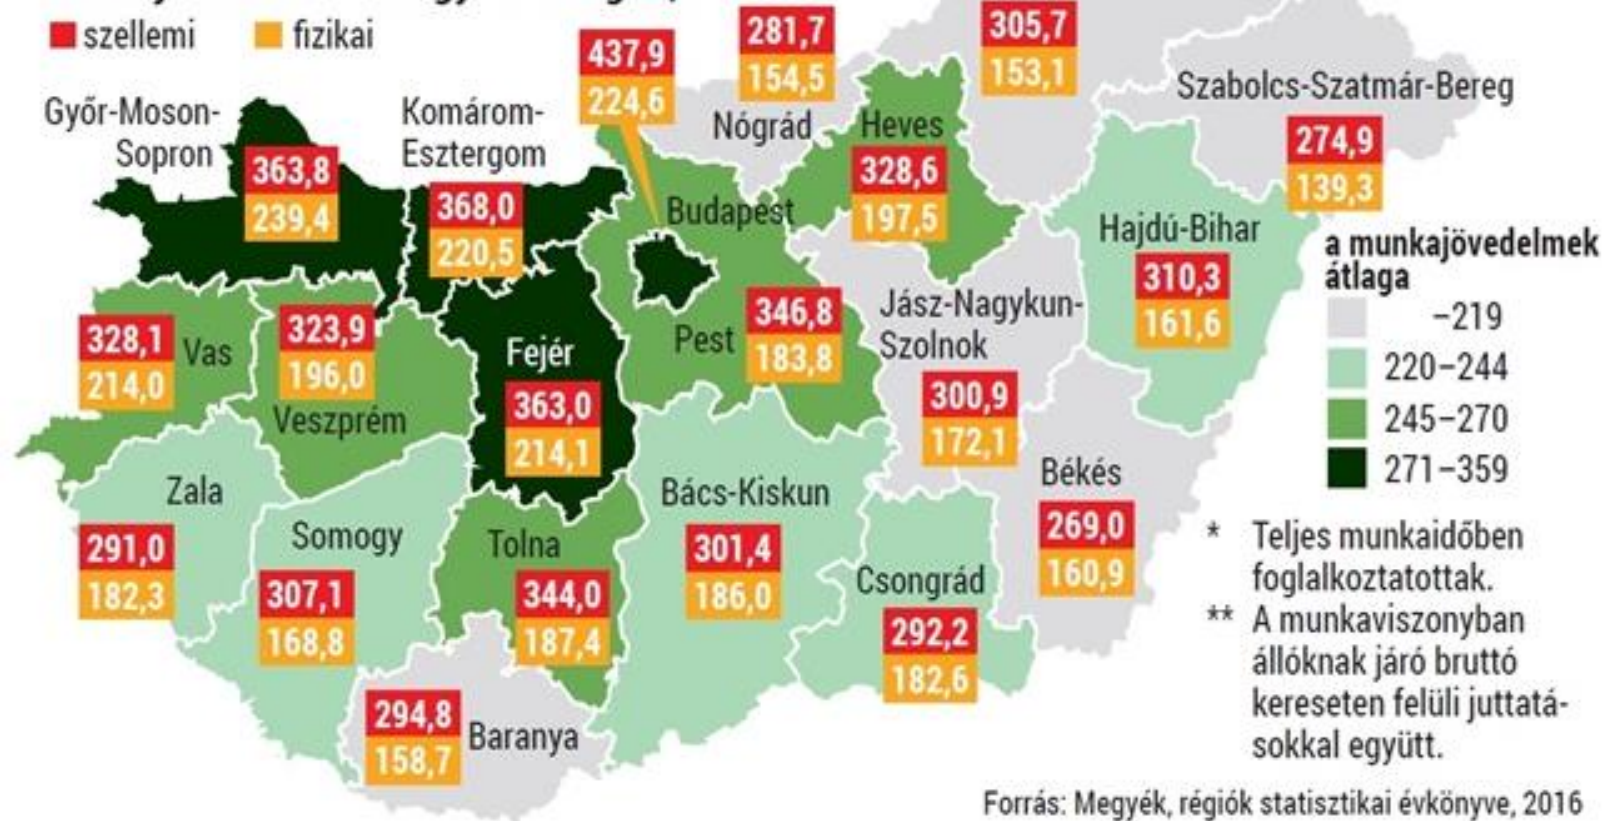 szellemi
fizikai
437,9
224,6
281,7
154,5
305,7
153,1
Szabolcs-Szatmár-Bereg
274,9
139,3
Győr-Moson-
Sopron
363,8
239,4
Komárom-
Esztergom
368,0
220,5
Nógrád
Heves
328,6
197,5
Budapest
Hajdú-Bihar
310,3
161,6
328,1
214,0
Vas
323,9
196,0
Veszprém
Fejér
363,0
214,1
Pest
346,8
183,8
Jász-Nagykun-
Szolnok
300,9
172,1
Zala
291,0
182,3
Somogy
307,1
168,8
Tolna
344,0
187,4
Bács-Kiskun
301,4
186,0
Csongrád
292,2
182,6
Békés
269,0
160,9
294,8
158,7
Baranya
a munkajövedelmek
átlaga
–219
220–244
245–270
271–359
* Teljes munkaidőben
foglalkoztatottak.
** A munkaviszonyban
állóknak járó bruttó
kereseten felüli juttatá-
sokkal együtt.
Forrás: Megyék, régiók statisztikai évkönyve, 2016